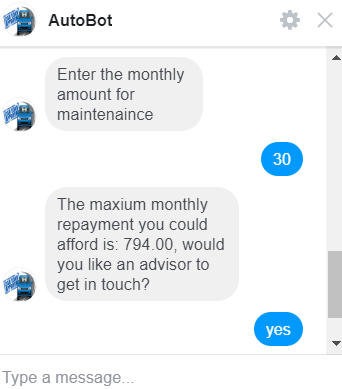 AutoBot
Enter the monthly
amount for
maintenaince
30
The maxium monthly
repayment you could
afford is: 794.00, would
you like an advisor to
get in touch?
yes
Type a message...